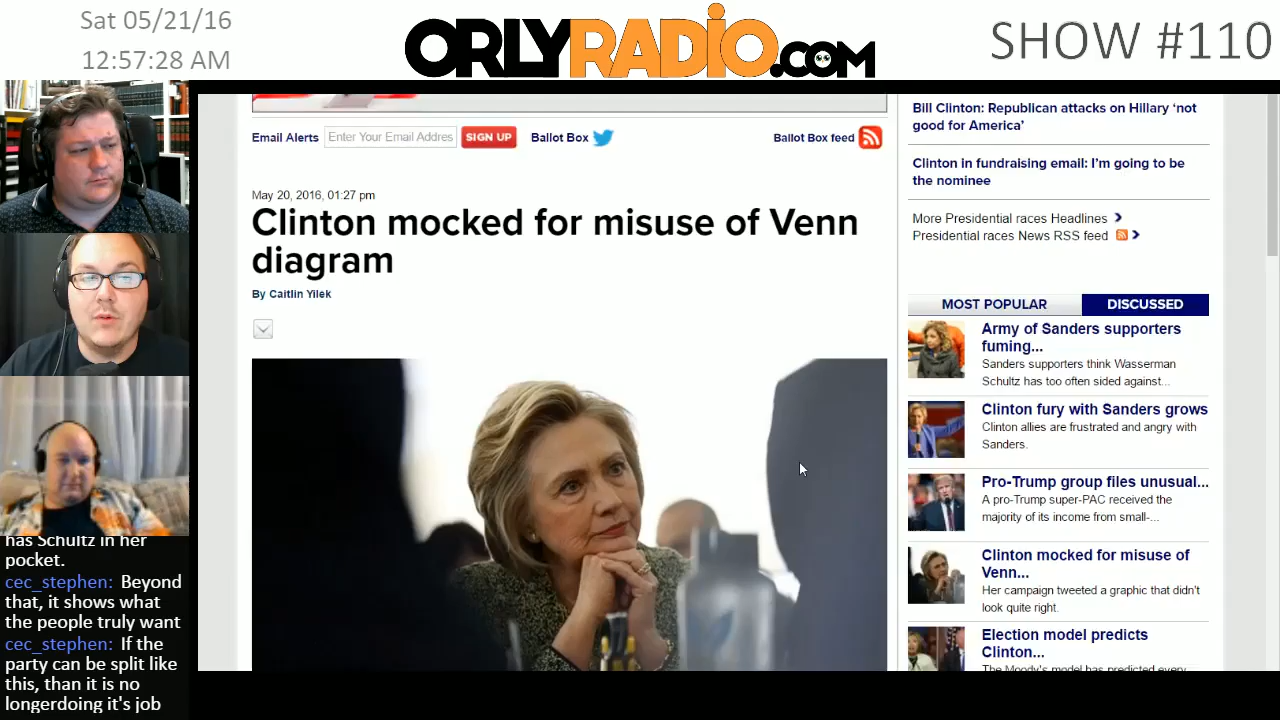 Sat 05/21/16
12:57:28 AM
ORLYRADiO.COM
SHOW #110
Email Alerts
Enter Your Email Addres
SIGN UP
Ballot Box
Ballot Box feed
May 20, 2016, 01:27 pm
Clinton mocked for misuse of Venn
diagram
By Caitlin Yilek
Bill Clinton: Republican attacks on Hillary ‘not
good for America’
Clinton in fundraising email: I’m going to be
the nominee
More Presidential races Headlines
Presidential races News RSS feed
MOST POPULAR
DISCUSSED
Army of Sanders supporters
fuming...
Sanders supporters think Wasserman
Schultz has too often sided against...
Clinton fury with Sanders grows
Clinton allies are frustrated and angry with
Sanders.
Pro-Trump group files unusual...
A pro-Trump super-PAC received the
majority of its income from small-...
Clinton mocked for misuse of
Venn...
Her campaign tweeted a graphic that didn't
look quite right.
Election model predicts
Clinton...
The Moody's model has predicted every
has Schultz in her
pocket.
cec_stephen: Beyond
that, it shows what
the people truly want
cec_stephen: If the
party can be split like
this, than it is no
longerdoing it's job